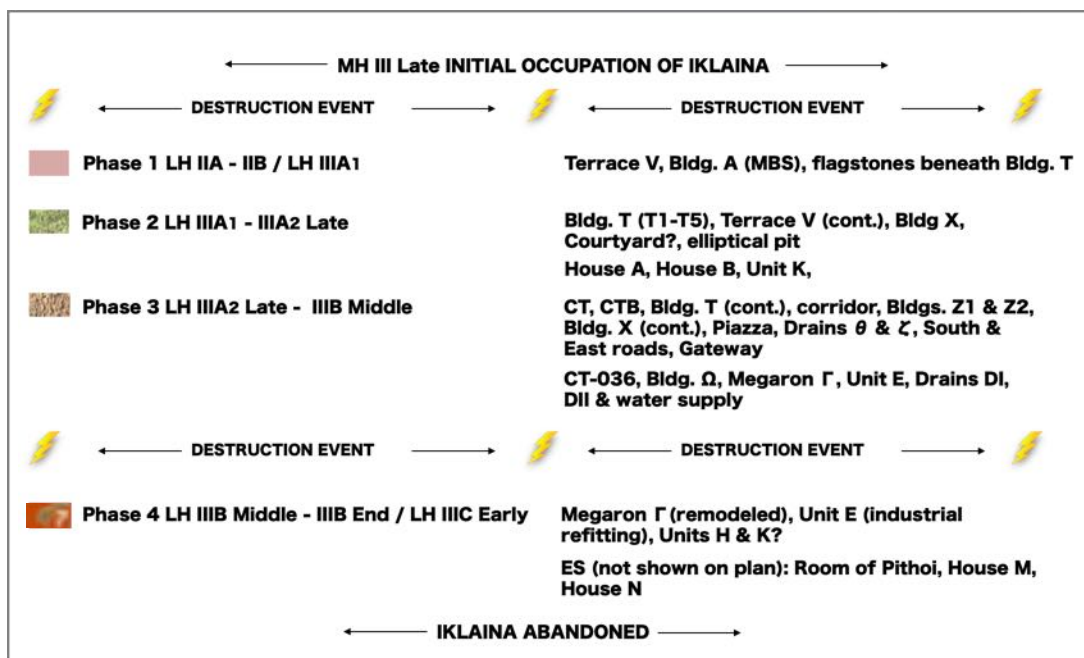 MH III Late INITIAL OCCUPATION OF IKLAINA
DESTRUCTION EVENT DESTRUCTION EVENT
Phase 1 LH IIA - IIB / LH IIIA1
Terrace V, Bldg. A (MBS), flagstones beneath Bldg. T
Phase 2 LH IIIA1 - IIIA2 Late
Bldg. T (T1-T5), Terrace V (cont.), Bldg X,
Courtyard?, elliptical pit
House A, House B, Unit K,
Phase 3 LH IIIA2 Late - IIIB Middle
CT, CTB, Bldg. T (cont.), corridor, Bldgs. Z1 & Z2,
Bldg. X (cont.), Piazza, Drains θ & ζ, South &
East roads, Gateway
CT-036, Bldg. Ω, Megaron Γ, Unit E, Drains DI,
DII & water supply
DESTRUCTION EVENT DESTRUCTION EVENT
Phase 4 LH IIIB Middle - IIIB End / LH IIIC Early
Megaron Γ (remodeled), Unit E (industrial
refitting), Units H & K?
ES (not shown on plan): Room of Pithoi, House M,
House N
IKLAINA ABANDONED